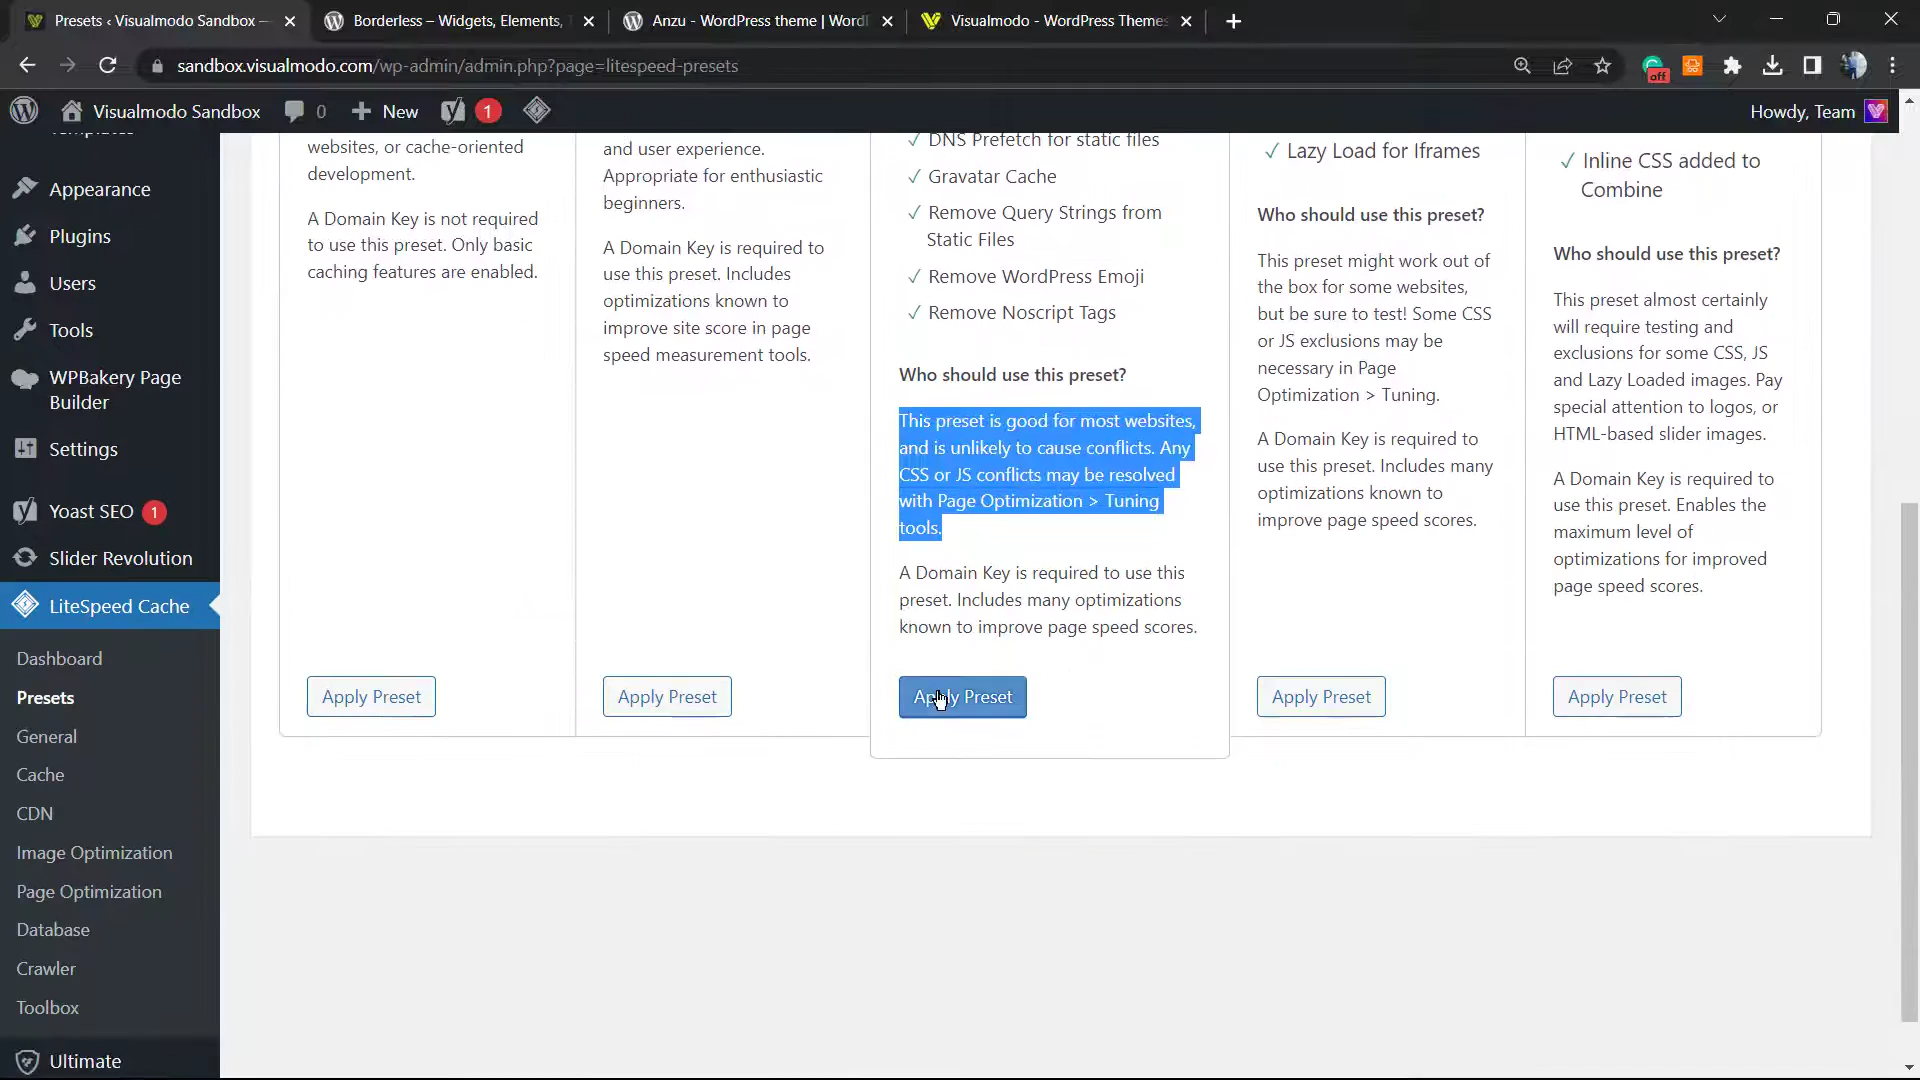 Presets ‹ Visualmodo Sandbox —
Borderless – Widgets, Elements,
Anzu - WordPress theme | Word
Visualmodo - WordPress Themes
sandbox.visualmodo.com/wp-admin/admin.php?page=litespeed-presets
off
Visualmodo Sandbox
0
New
1
Howdy, Team
Templates
Appearance
Plugins
Users
Tools
WPBakery Page
Builder
Settings
Yoast SEO 1
Slider Revolution
LiteSpeed Cache
Dashboard
Presets
General
Cache
CDN
Image Optimization
Page Optimization
Database
Crawler
Toolbox
Ultimate
websites, or cache-oriented
development.
A Domain Key is not required
to use this preset. Only basic
caching features are enabled.
Apply Preset
and user experience.
Appropriate for enthusiastic
beginners.
A Domain Key is required to
use this preset. Includes
optimizations known to
improve site score in page
speed measurement tools.
Apply Preset
✓ DNS Prefetch for static files
✓ Gravatar Cache
✓ Remove Query Strings from
Static Files
✓ Remove WordPress Emoji
✓ Remove Noscript Tags
Who should use this preset?
This preset is good for most websites,
and is unlikely to cause conflicts. Any
CSS or JS conflicts may be resolved
with Page Optimization > Tuning
tools.
A Domain Key is required to use this
preset. Includes many optimizations
known to improve page speed scores.
Apply Preset
✓ Lazy Load for Iframes
Who should use this preset?
This preset might work out of
the box for some websites,
but be sure to test! Some CSS
or JS exclusions may be
necessary in Page
Optimization > Tuning.
A Domain Key is required to
use this preset. Includes many
optimizations known to
improve page speed scores.
Apply Preset
✓ Inline CSS added to
Combine
Who should use this preset?
This preset almost certainly
will require testing and
exclusions for some CSS, JS
and Lazy Loaded images. Pay
special attention to logos, or
HTML-based slider images.
A Domain Key is required to
use this preset. Enables the
maximum level of
optimizations for improved
page speed scores.
Apply Preset